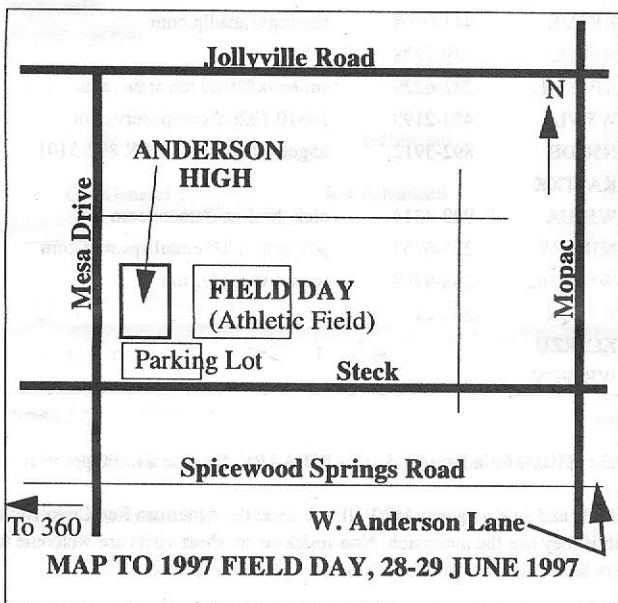 Jollyville Road
N
ANDERSON
HIGH
Mesa Drive
Mopac
FIELD DAY
(Athletic Field)
Parking Lot
Steck
Spicewood Springs Road
To 360
W. Anderson Lane
MAP TO 1997 FIELD DAY, 28-29 JUNE 1997